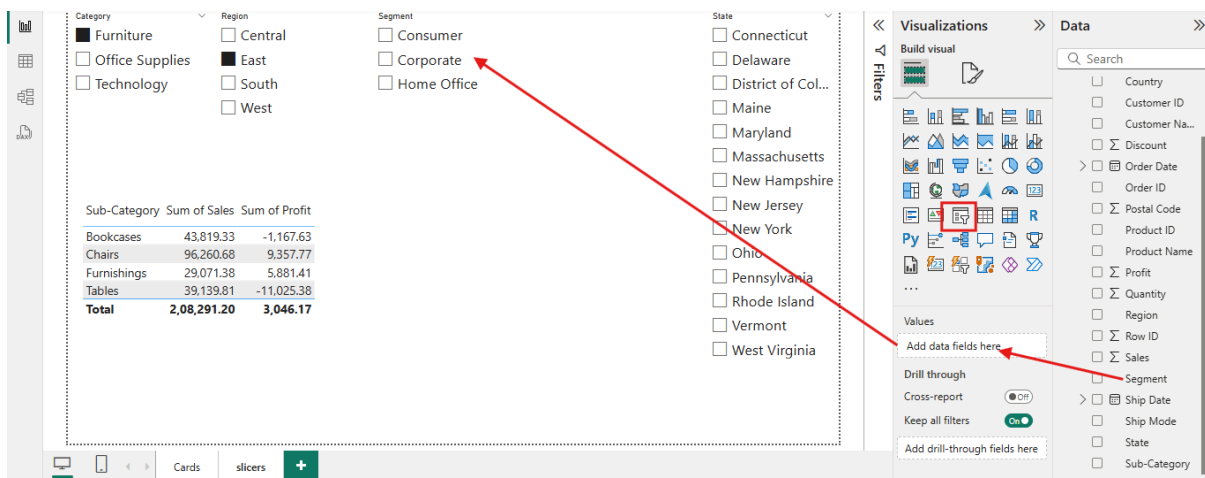 Category
Furniture
Office Supplies
Technology
Region
Central
East
South
West
Segment
Consumer
Corporate
Home Office
State
Connecticut
Delaware
District of Col...
Maine
Maryland
Massachusetts
New Hampshire
New Jersey
New York
Ohio
Pennsylvania
Rhode Island
Vermont
West Virginia
Sub-Category Sum of Sales Sum of Profit
Bookcases 43,819.33 -1,167.63
Chairs 96,260.68 9,357.77
Furnishings 29,071.38 5,881.41
Tables 39,139.81 -11,025.38
Total 2,08,291.20 3,046.17
Cards
slicers
+
Filters
Visualizations
Build visual
123
R
Py
...
Values
Add data fields here
Drill through
Cross-report Off
Keep all filters On
Add drill-through fields here
Data
Search
Country
Customer ID
Customer Na...
Σ Discount
Order Date
Order ID
Σ Postal Code
Product ID
Product Name
Σ Profit
Σ Quantity
Region
Σ Row ID
Σ Sales
Segment
Ship Date
Ship Mode
State
Sub-Category